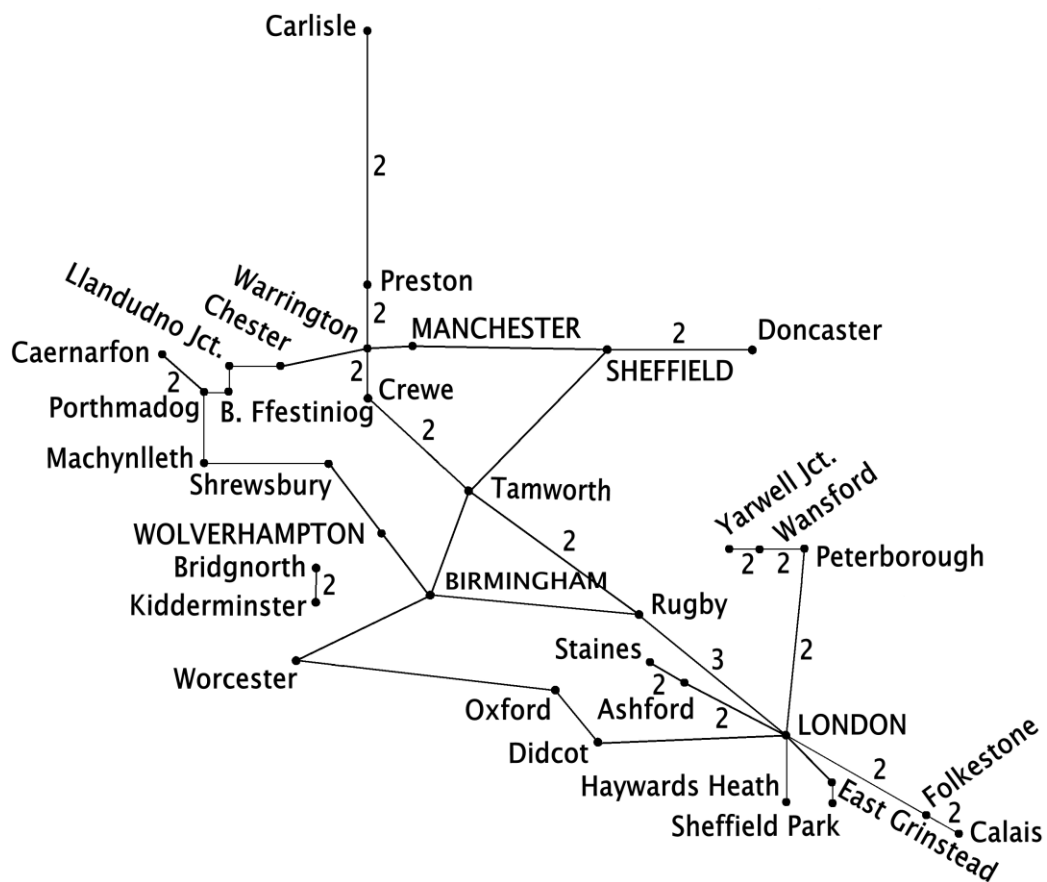 Carlisle
2
Preston
2
Warrington
Chester
Llandudno Jct.
MANCHESTER
2
Doncaster
SHEFFIELD
Caernarfon
2
2
Crewe
Porthmadog
B. Ffestiniog
2
Machynlleth
Shrewsbury
Tamworth
Yarwell Jct.
Wansford
WOLVERHAMPTON
2
2
2
Peterborough
Bridgnorth
2
BIRMINGHAM
Kidderminster
Rugby
Staines
3
2
Worcester
2
Ashford
2
Oxford
LONDON
Didcot
2
Folkestone
Haywards Heath
East Grinstead
2
Sheffield Park
Calais